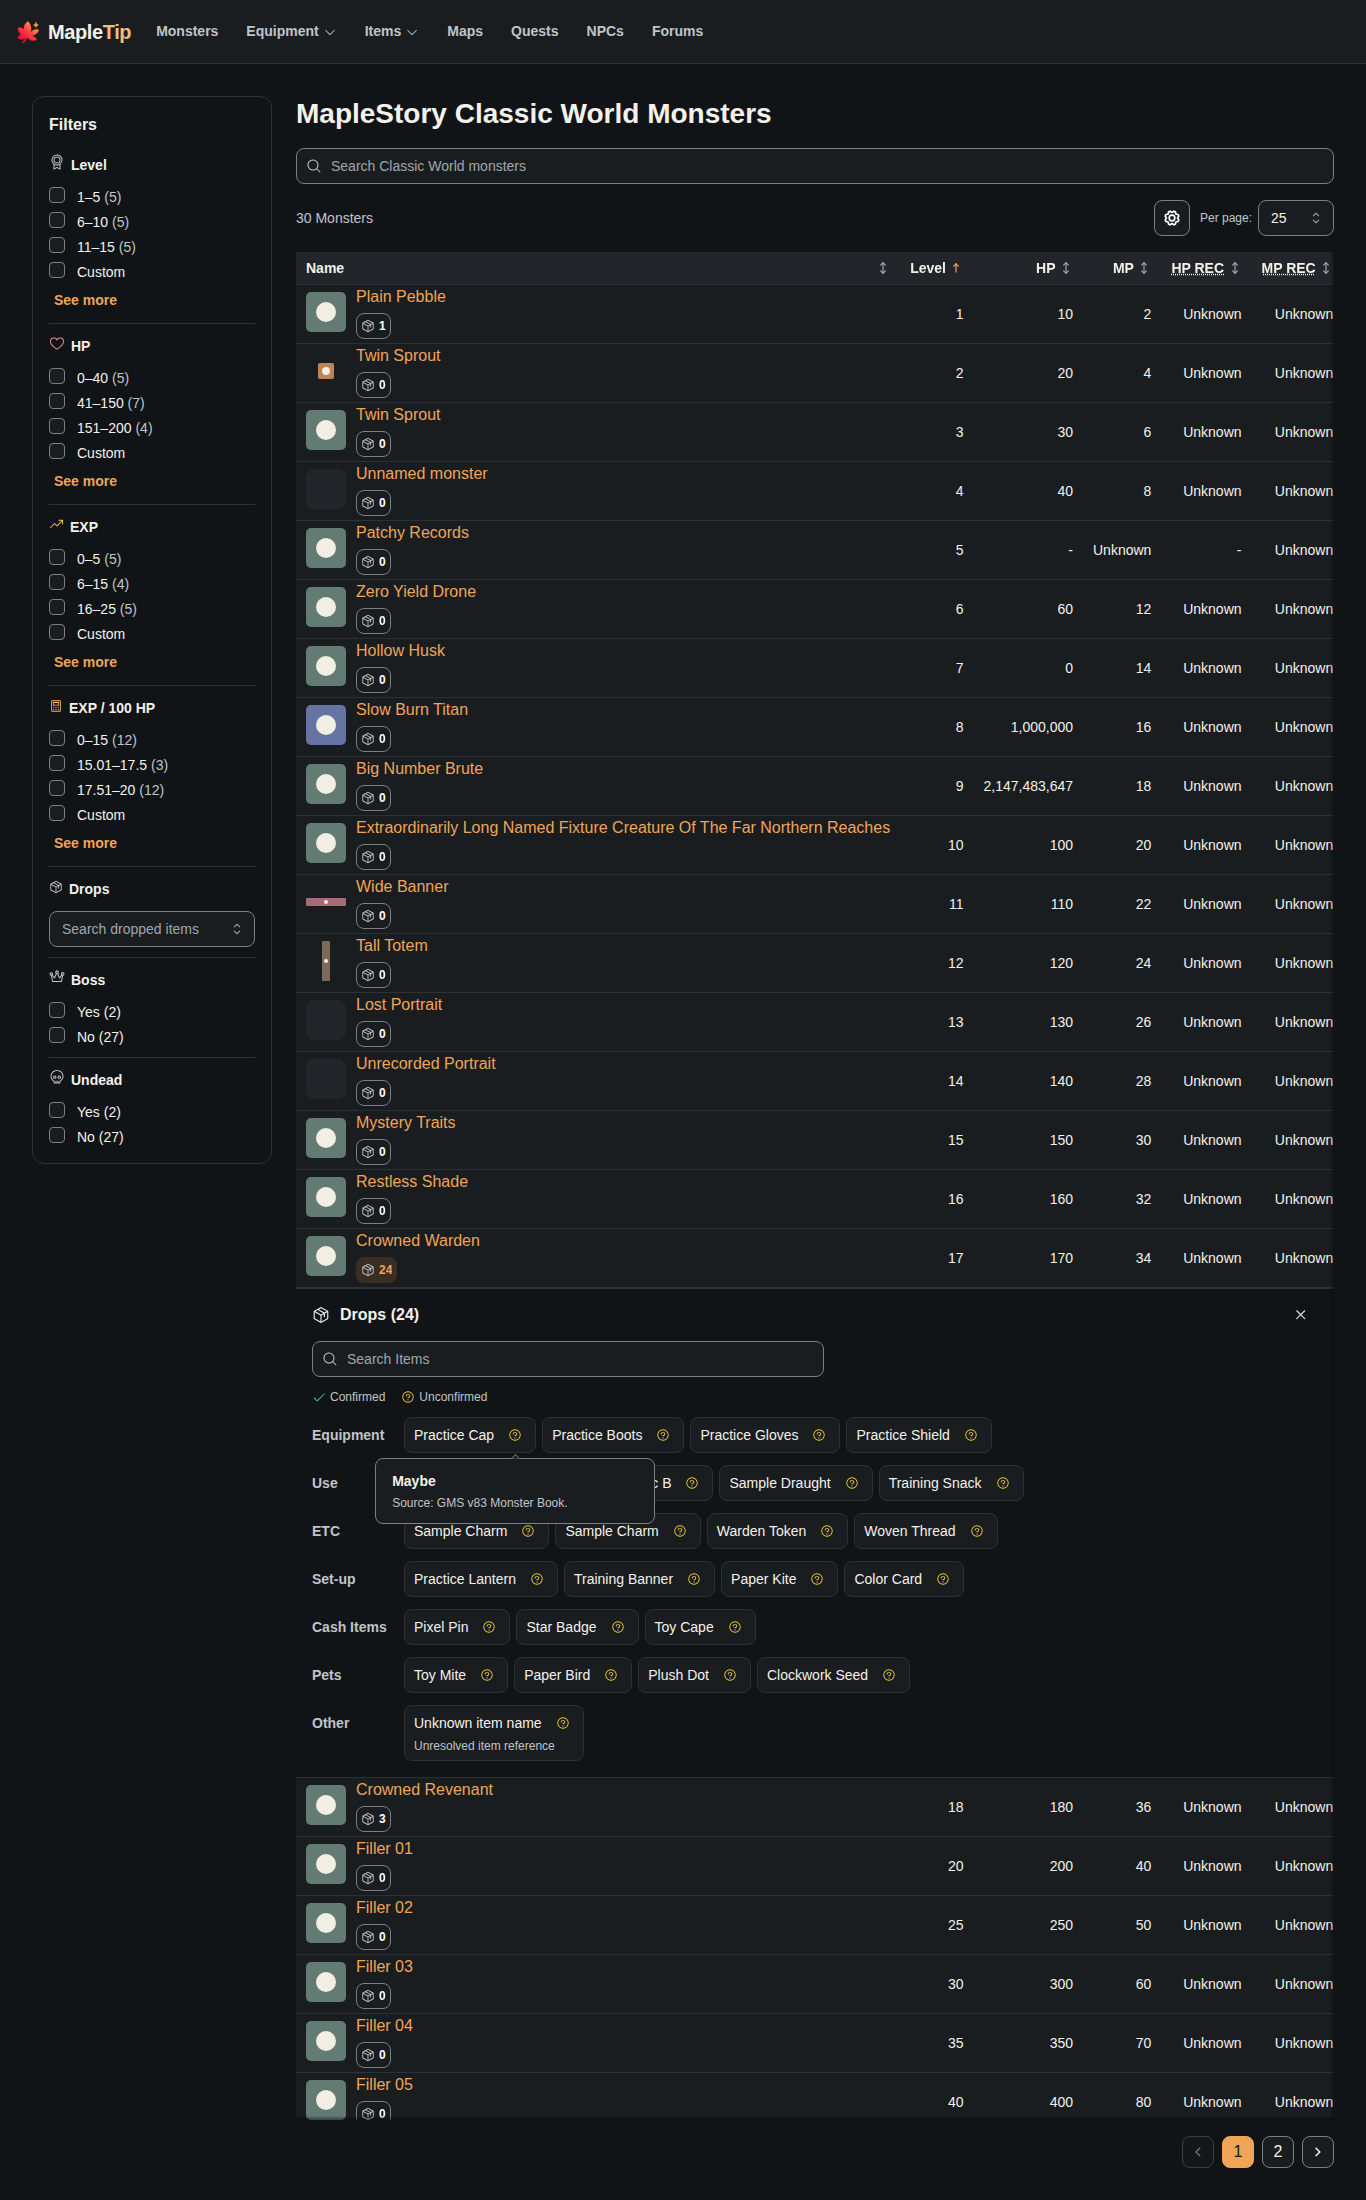 MapleTip Monsters Equipment Items Maps Quests NPCs Forums
Filters
Level
1–5 (5)
6–10 (5)
11–15 (5)
Custom
See more
HP
0–40 (5)
41–150 (7)
151–200 (4)
Custom
See more
EXP
0–5 (5)
6–15 (4)
16–25 (5)
Custom
See more
EXP / 100 HP
0–15 (12)
15.01–17.5 (3)
17.51–20 (12)
Custom
See more
Drops
Search dropped items
Boss
Yes (2)
No (27)
Undead
Yes (2)
No (27)
MapleStory Classic World Monsters
Search Classic World monsters
30 Monsters Per page: 25
Name Level HP MP HP REC MP REC
Plain Pebble
1
1 10 2 Unknown Unknown
Twin Sprout
0
2 20 4 Unknown Unknown
Twin Sprout
0
3 30 6 Unknown Unknown
Unnamed monster
0
4 40 8 Unknown Unknown
Patchy Records
0
5 - Unknown - Unknown
Zero Yield Drone
0
6 60 12 Unknown Unknown
Hollow Husk
0
7 0 14 Unknown Unknown
Slow Burn Titan
0
8 1,000,000 16 Unknown Unknown
Big Number Brute
0
9 2,147,483,647 18 Unknown Unknown
Extraordinarily Long Named Fixture Creature Of The Far Northern Reaches
0
10 100 20 Unknown Unknown
Wide Banner
0
11 110 22 Unknown Unknown
Tall Totem
0
12 120 24 Unknown Unknown
Lost Portrait
0
13 130 26 Unknown Unknown
Unrecorded Portrait
0
14 140 28 Unknown Unknown
Mystery Traits
0
15 150 30 Unknown Unknown
Restless Shade
0
16 160 32 Unknown Unknown
Crowned Warden
24
17 170 34 Unknown Unknown
Drops (24)
Search Items
Confirmed Unconfirmed
Equipment Practice Cap Practice Boots Practice Gloves Practice Shield
Maybe
Source: GMS v83 Monster Book.
Use c B Sample Draught Training Snack
ETC Sample Charm Sample Charm Warden Token Woven Thread
Set-up Practice Lantern Training Banner Paper Kite Color Card
Cash Items Pixel Pin Star Badge Toy Cape
Pets Toy Mite Paper Bird Plush Dot Clockwork Seed
Other Unknown item name
Unresolved item reference
Crowned Revenant
3
18 180 36 Unknown Unknown
Filler 01
0
20 200 40 Unknown Unknown
Filler 02
0
25 250 50 Unknown Unknown
Filler 03
0
30 300 60 Unknown Unknown
Filler 04
0
35 350 70 Unknown Unknown
Filler 05
0
40 400 80 Unknown Unknown
1 2